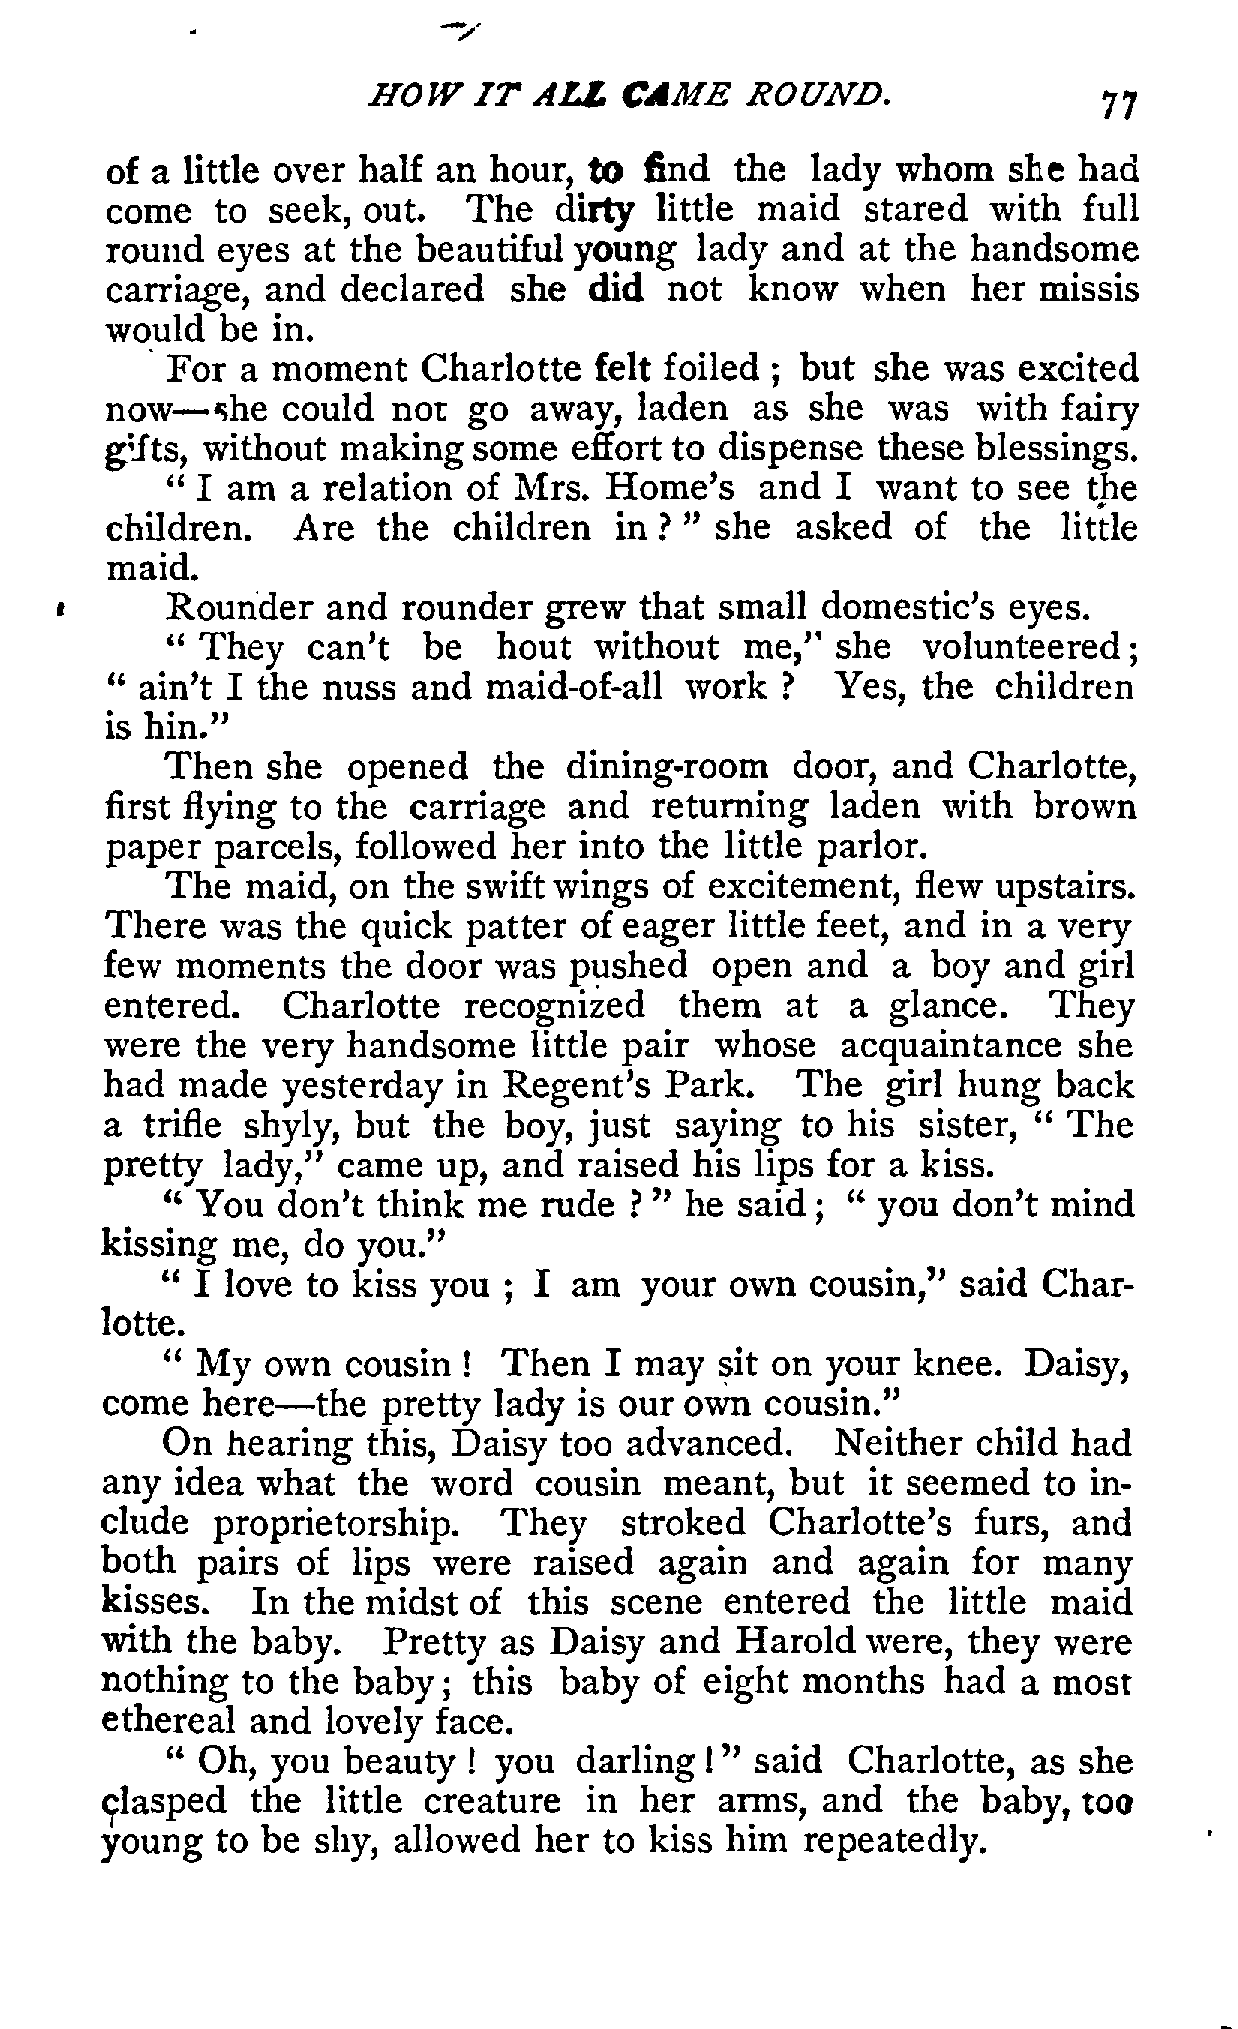 HOW IT ALL CAME ROUND. 77
of a little over half an hour, to find the lady whom she had
come to seek, out. The dirty little maid stared with full
round eyes at the beautiful young lady and at the handsome
carriage, and declared she did not know when her missis
would be in.
For a moment Charlotte felt foiled ; but she was excited
now—she could not go away, laden as she was with fairy
gifts, without making some effort to dispense these blessings.
“ I am a relation of Mrs. Home’s and I want to see the
children. Are the children in ? ” she asked of the little
maid.
Rounder and rounder grew that small domestic’s eyes.
“ They can’t be hout without me,” she volunteered ;
“ ain’t I the nuss and maid-of-all work ? Yes, the children
is hin.”
Then she opened the dining-room door, and Charlotte,
first flying to the carriage and returning laden with brown
paper parcels, followed her into the little parlor.
The maid, on the swift wings of excitement, flew upstairs.
There was the quick patter of eager little feet, and in a very
few moments the door was pushed open and a boy and girl
entered. Charlotte recognized them at a glance. They
were the very handsome little pair whose acquaintance she
had made yesterday in Regent’s Park. The girl hung back
a trifle shyly, but the boy, just saying to his sister, “ The
pretty lady,” came up, and raised his lips for a kiss.
“ You don’t think me rude ? ” he said ; “ you don’t mind
kissing me, do you.”
“ I love to kiss you ; I am your own cousin,” said Char-
lotte.
“ My own cousin ! Then I may sit on your knee. Daisy,
come here—the pretty lady is our own cousin.”
On hearing this, Daisy too advanced. Neither child had
any idea what the word cousin meant, but it seemed to in-
clude proprietorship. They stroked Charlotte’s furs, and
both pairs of lips were raised again and again for many
kisses. In the midst of this scene entered the little maid
with the baby. Pretty as Daisy and Harold were, they were
nothing to the baby ; this baby of eight months had a most
ethereal and lovely face.
“ Oh, you beauty ! you darling ! ” said Charlotte, as she
clasped the little creature in her arms, and the baby, too
young to be shy, allowed her to kiss him repeatedly.